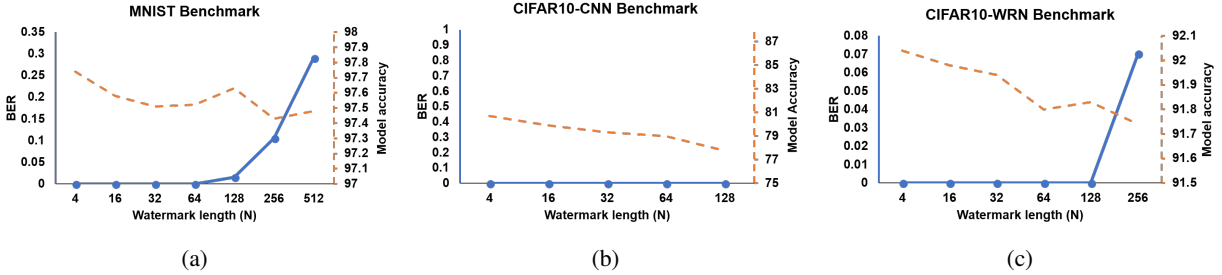 MNIST Benchmark
0.35
0.3
0.25
0.2
0.15
0.1
0.05
0
BER
98
97.9
97.8
97.7
97.6
97.5
97.4
97.3
97.2
97.1
97
Model accuracy
4 16 32 64 128 256 512
Watermark length (N)
(a)
CIFAR10-CNN Benchmark
1
0.9
0.8
0.7
0.6
0.5
0.4
0.3
0.2
0.1
0
BER
87
85
83
81
79
77
75
Model Accuracy
4 16 32 64 128
Watermark length (N)
(b)
CIFAR10-WRN Benchmark
0.08
0.07
0.06
0.05
0.04
0.03
0.02
0.01
0
BER
92.1
92
91.9
91.8
91.7
91.6
91.5
Model accuracy
4 16 32 64 128 256
Watermark length (N)
(c)